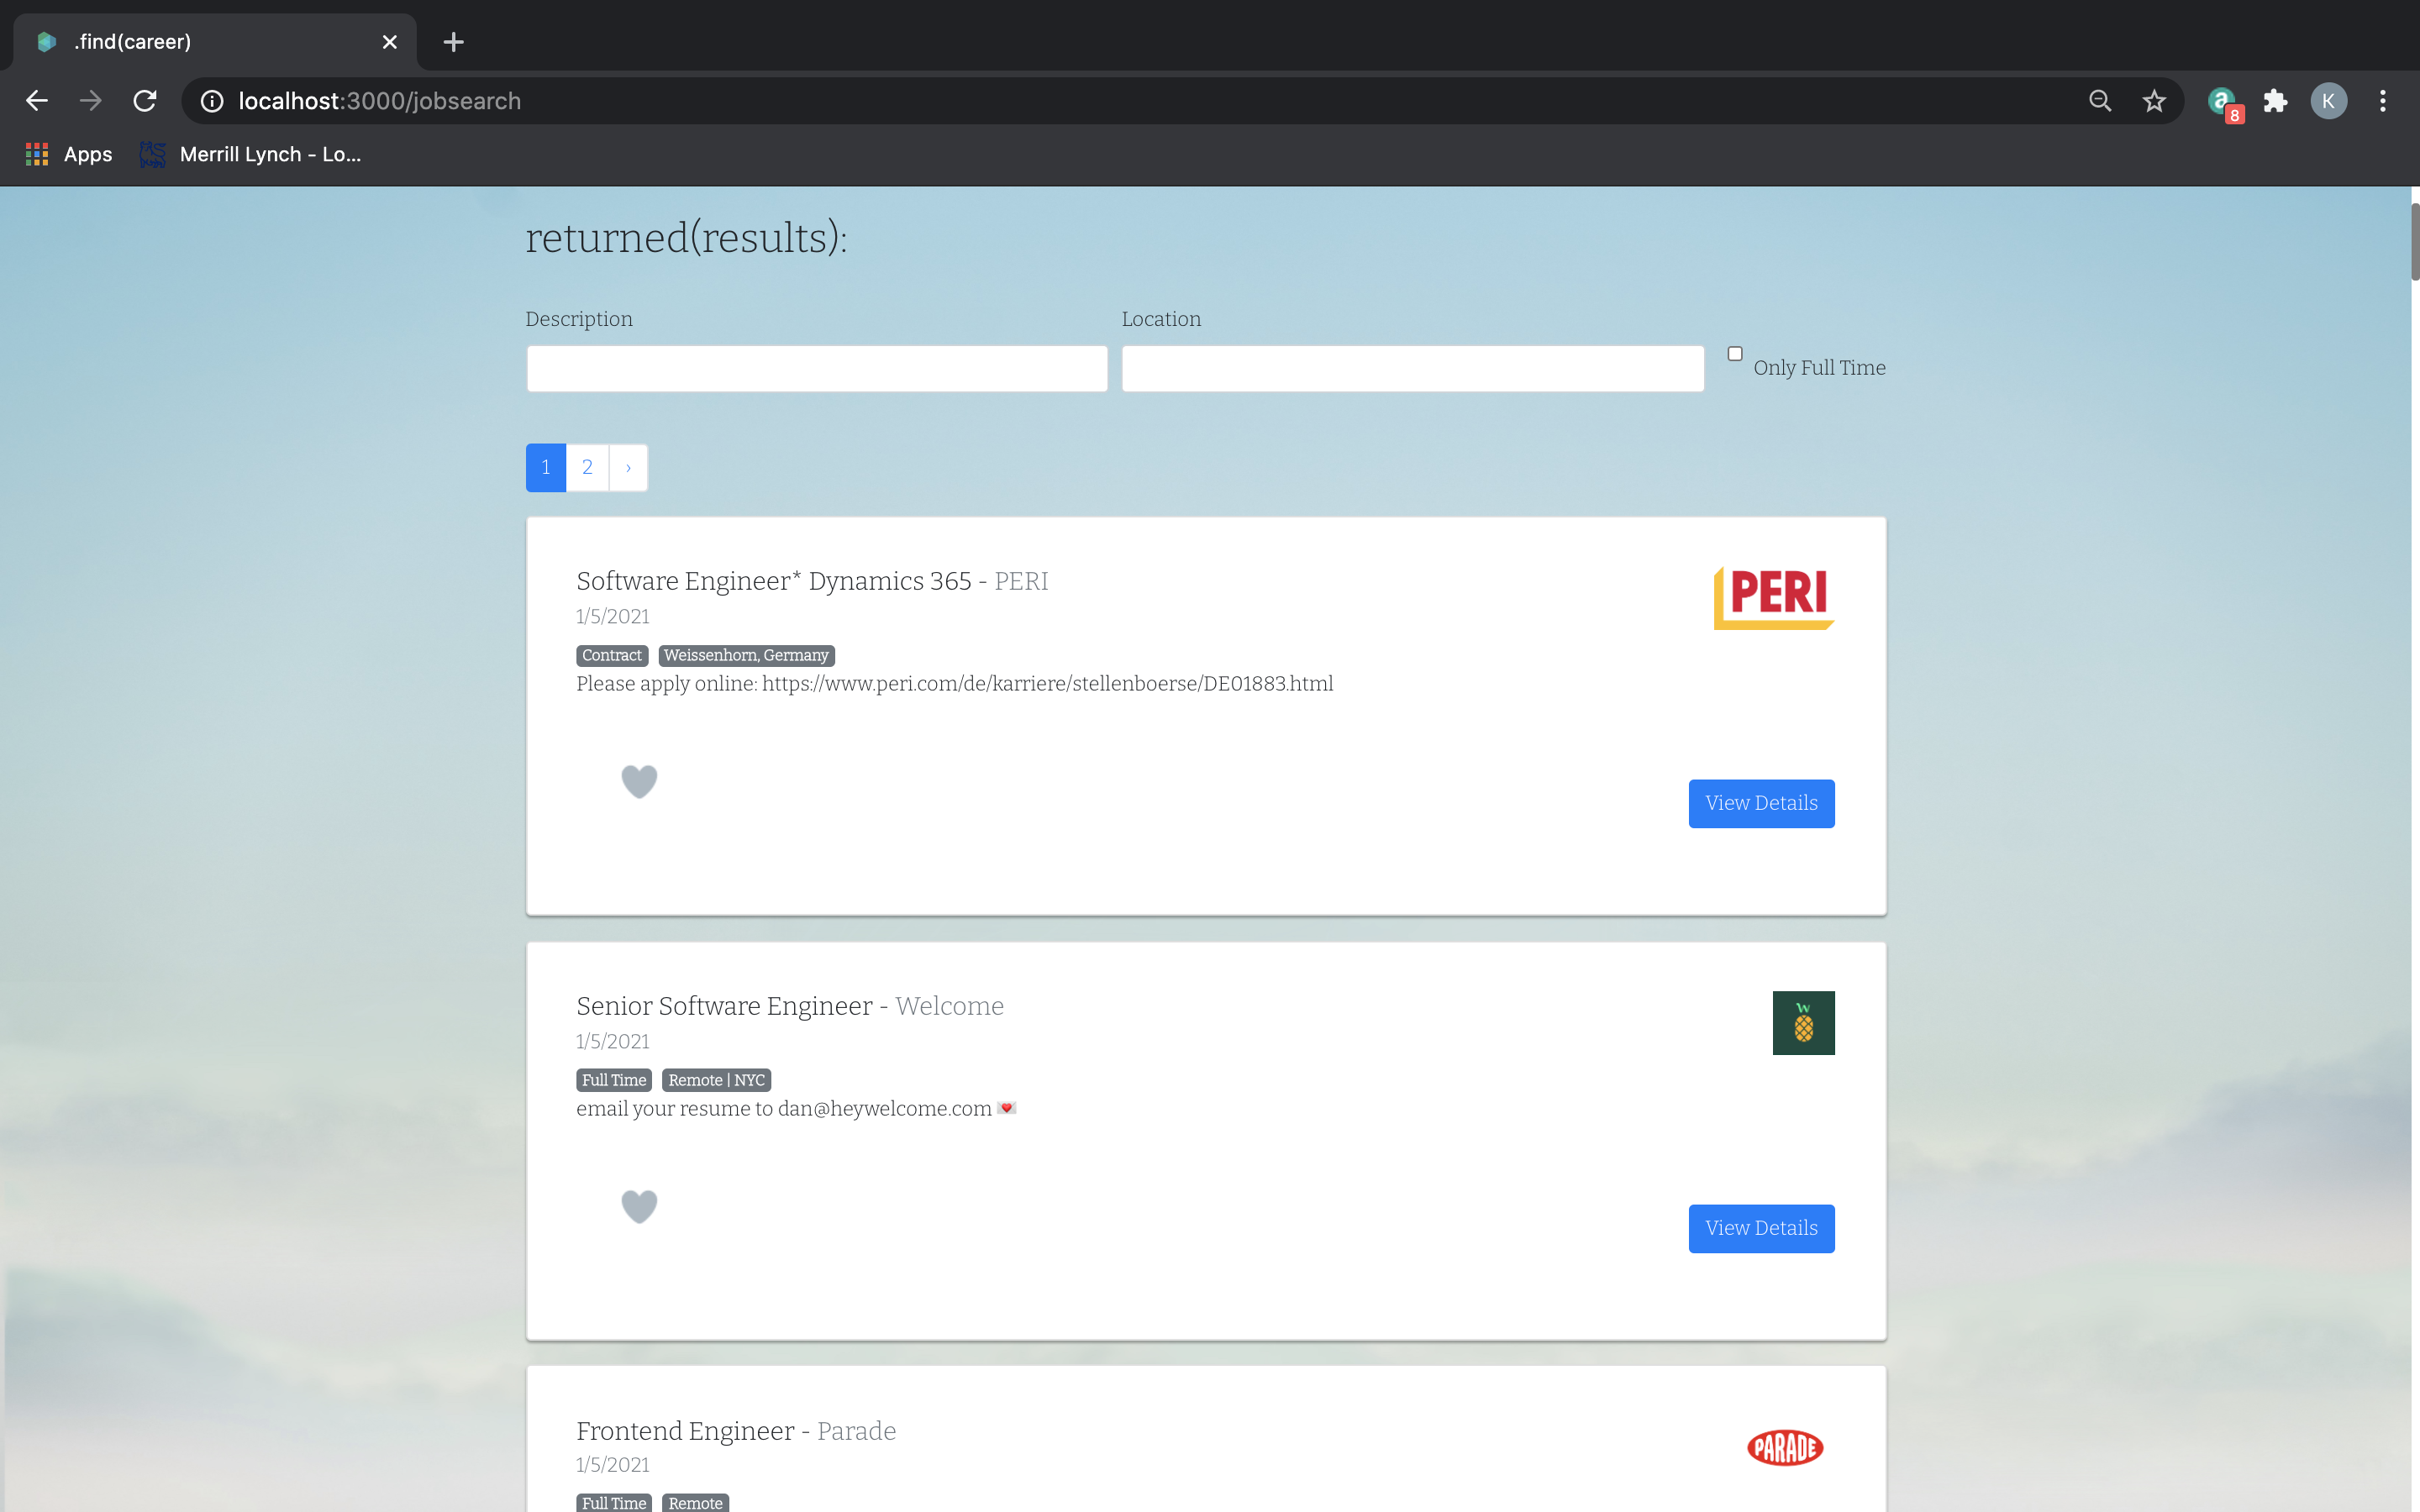 .find(career)
localhost:3000/jobsearch
a
8
K
Apps
Merrill Lynch - Lo...
returned(results):
Description
Location
Only Full Time
1
2
›
Software Engineer* Dynamics 365 - PERI
PERI
1/5/2021
Contract
Weissenhorn, Germany
Please apply online: https://www.peri.com/de/karriere/stellenboerse/DE01883.html
View Details
Senior Software Engineer - Welcome
W
1/5/2021
Full Time
Remote | NYC
email your resume to dan@heywelcome.com 💌
View Details
Frontend Engineer - Parade
PARADE
1/5/2021
Full Time
Remote